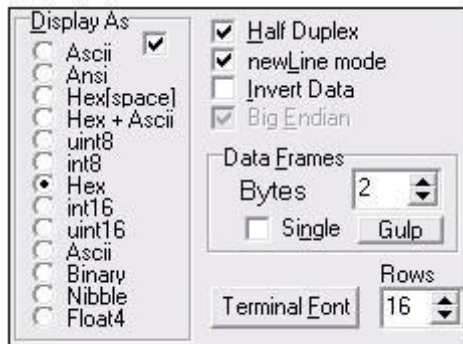 Display As
Ascii
Ansi
Hex[space]
Hex + Ascii
uint8
int8
Hex
int16
uint16
Ascii
Binary
Nibble
Float4
Half Duplex
newLine mode
Invert Data
Big Endian
Data Frames
Bytes 2
Single Gulp
Rows
Terminal Font 16